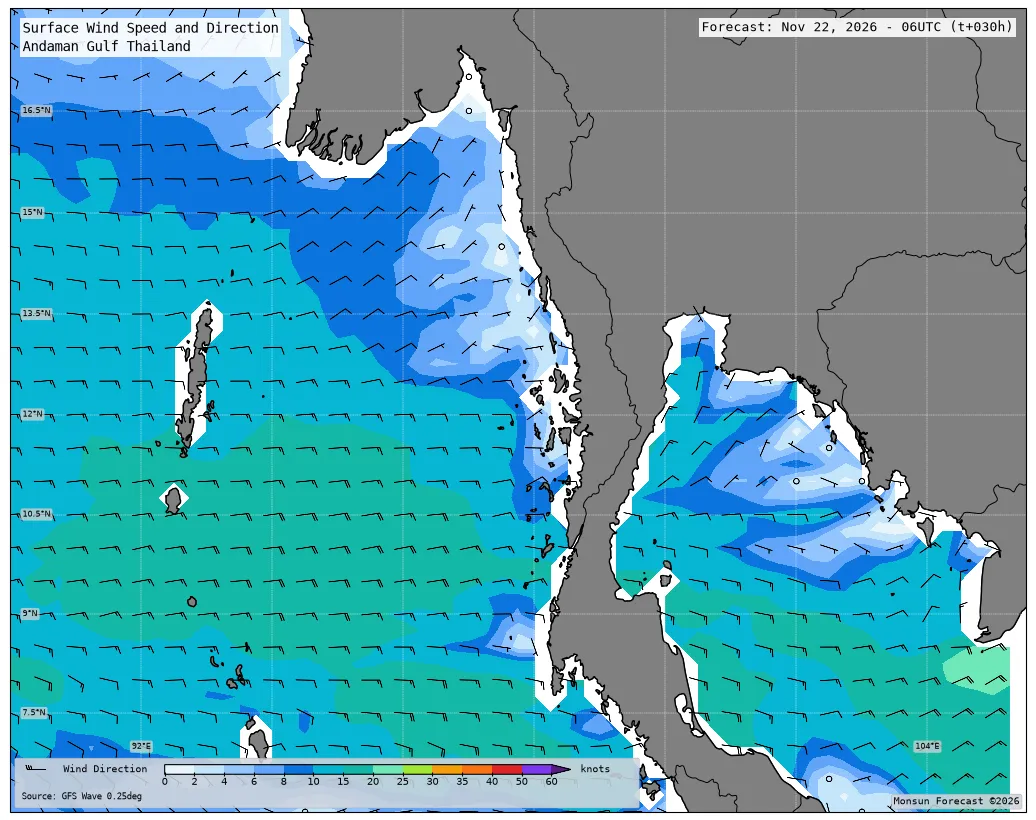 Surface Wind Speed and Direction
Andaman Gulf Thailand
Forecast: Nov 22, 2026 - 06UTC (t+030h)
16.5°N
15°N
13.5°N
12°N
10.5°N
9°N
7.5°N
92°E
104°E
Wind Direction
0 2 4 6 8 10 15 20 25 30 35 40 50 60
knots
Source: GFS Wave 0.25deg
Monsun Forecast ©2026